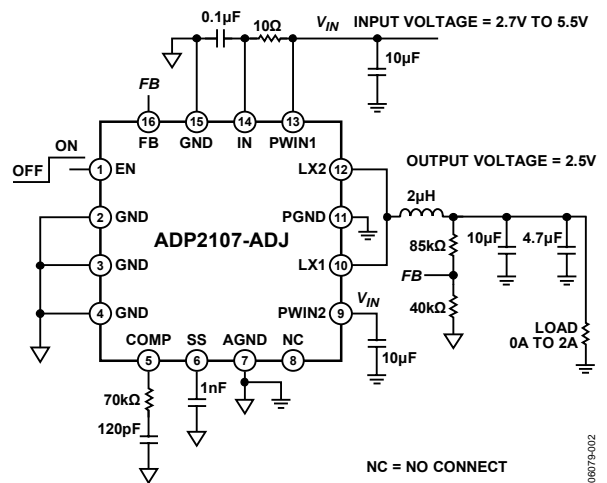 0.1µF
10Ω
VIN
INPUT VOLTAGE = 2.7V TO 5.5V
10µF
FB
16
15
14
13
FB
GND
IN
PWIN1
ON
OFF
1
EN
LX2
12
OUTPUT VOLTAGE = 2.5V
2µH
2
GND
PGND
11
ADP2107-ADJ
85kΩ
10µF
4.7µF
3
GND
LX1
10
FB
40kΩ
4
GND
PWIN2
9
VIN
LOAD
0A TO 2A
COMP
SS
AGND
NC
5
6
7
8
10µF
70kΩ
1nF
120pF
NC = NO CONNECT
06079-002